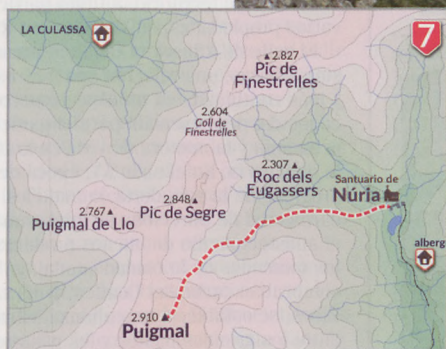 7
LA CULASSA
2.827
Pic de
Finestrelles
2.604
Coll de
Finestrelles
2.307
Roc dels
Eugassers
Santuario de
Núria
2.848
Pic de Segre
2.767
Puigmal de Llo
alberg
2.910
Puigmal